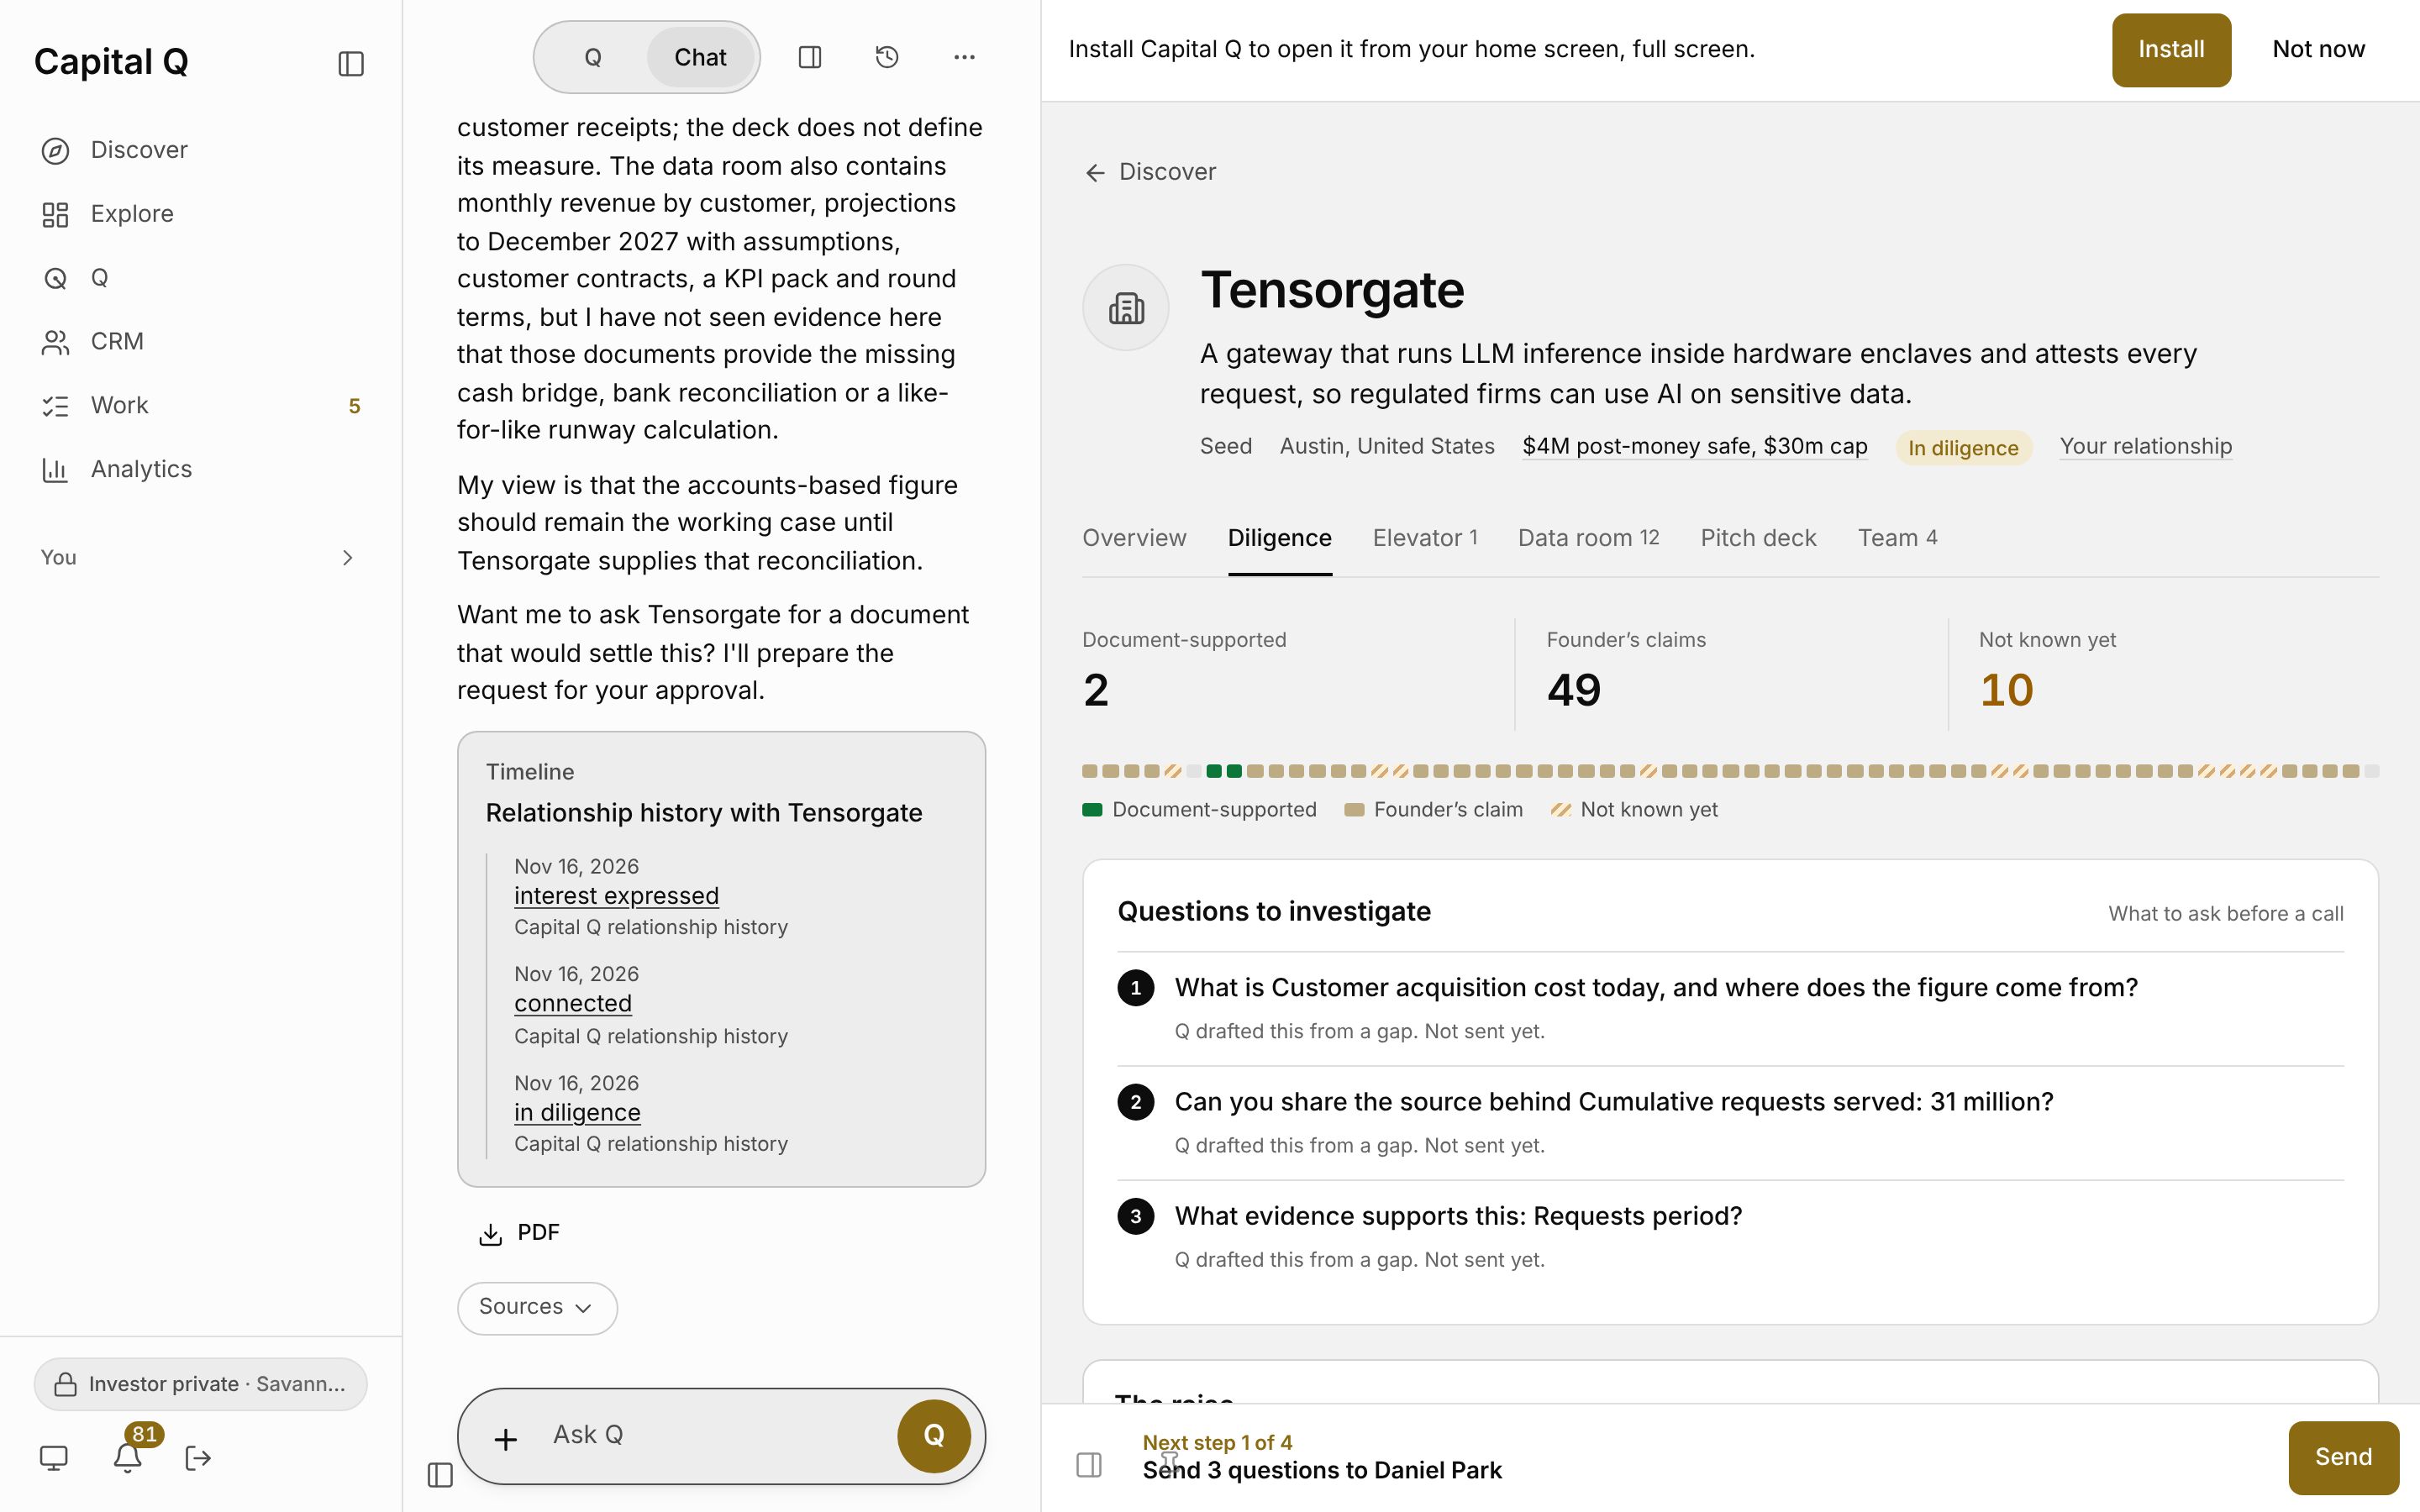 Capital Q
Discover
Explore
Q
CRM
Work 5
Analytics
You
Investor private · Savann...
81
Q Chat
customer receipts; the deck does not define
its measure. The data room also contains
monthly revenue by customer, projections
to December 2027 with assumptions,
customer contracts, a KPI pack and round
terms, but I have not seen evidence here
that those documents provide the missing
cash bridge, bank reconciliation or a like-
for-like runway calculation.
My view is that the accounts-based figure
should remain the working case until
Tensorgate supplies that reconciliation.
Want me to ask Tensorgate for a document
that would settle this? I'll prepare the
request for your approval.
Timeline
Relationship history with Tensorgate
Nov 16, 2026
interest expressed
Capital Q relationship history
Nov 16, 2026
connected
Capital Q relationship history
Nov 16, 2026
in diligence
Capital Q relationship history
PDF
Sources
Ask Q
Q
Install Capital Q to open it from your home screen, full screen.
Install
Not now
Discover
Tensorgate
A gateway that runs LLM inference inside hardware enclaves and attests every
request, so regulated firms can use AI on sensitive data.
Seed Austin, United States $4M post-money safe, $30m cap In diligence Your relationship
Overview Diligence Elevator 1 Data room 12 Pitch deck Team 4
Document-supported
2
Founder’s claims
49
Not known yet
10
Document-supported Founder’s claim Not known yet
Questions to investigate
What to ask before a call
1 What is Customer acquisition cost today, and where does the figure come from?
Q drafted this from a gap. Not sent yet.
2 Can you share the source behind Cumulative requests served: 31 million?
Q drafted this from a gap. Not sent yet.
3 What evidence supports this: Requests period?
Q drafted this from a gap. Not sent yet.
The raise
Next step 1 of 4
Send 3 questions to Daniel Park
Send